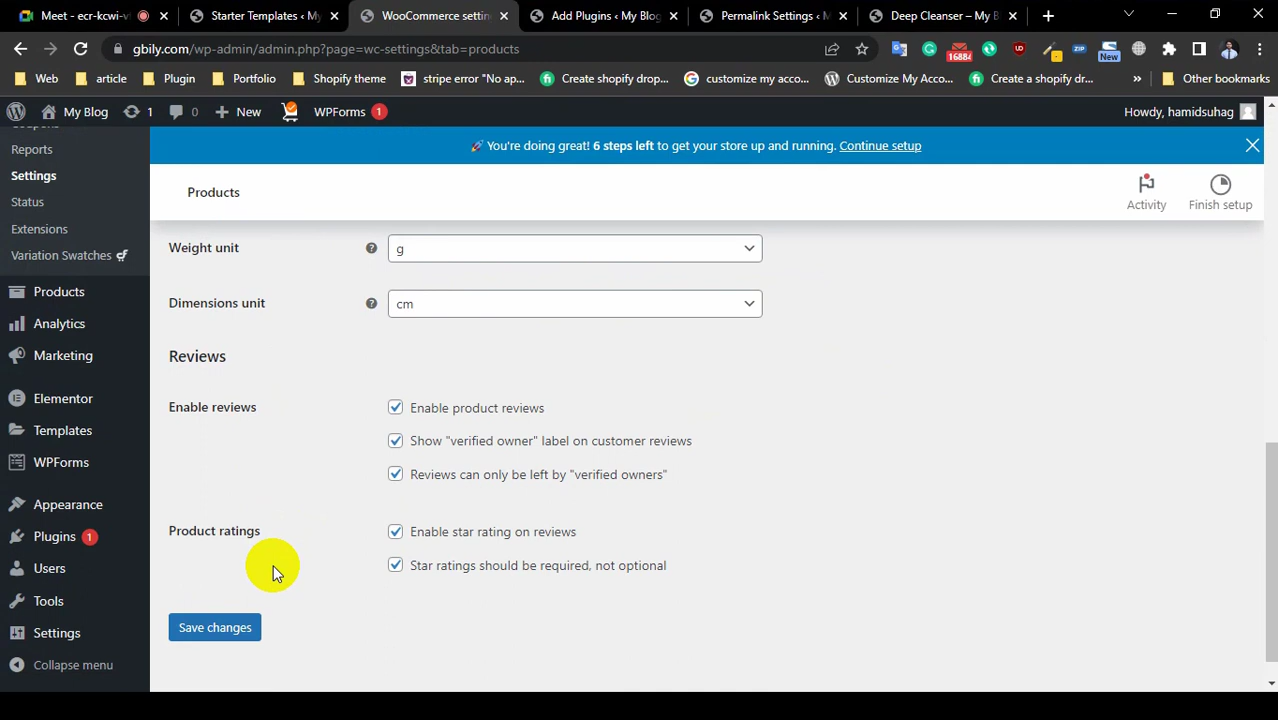 Meet - ecr-kcwi-v
Starter Templates ‹ My
WooCommerce settin
Add Plugins ‹ My Blog
Permalink Settings ‹ M
Deep Cleanser – My B
gbily.com/wp-admin/admin.php?page=wc-settings&tab=products
16884
ZIP
New
Web
article
Plugin
Portfolio
Shopify theme
stripe error "No ap...
Create shopify drop...
customize my acco...
Customize My Acco...
Create a shopify dr...
»
Other bookmarks
My Blog
1
0
New
WPForms 1
Howdy, hamidsuhag
Coupons
Reports
Settings
Status
Extensions
Variation Swatches
Products
Analytics
Marketing
Elementor
Templates
WPForms
Appearance
Plugins 1
Users
Tools
Settings
Collapse menu
🚀 You're doing great! 6 steps left to get your store up and running. Continue setup
Products
Activity
Finish setup
Weight unit
g
Dimensions unit
cm
Reviews
Enable reviews
Enable product reviews
Show "verified owner" label on customer reviews
Reviews can only be left by "verified owners"
Product ratings
Enable star rating on reviews
Star ratings should be required, not optional
Save changes